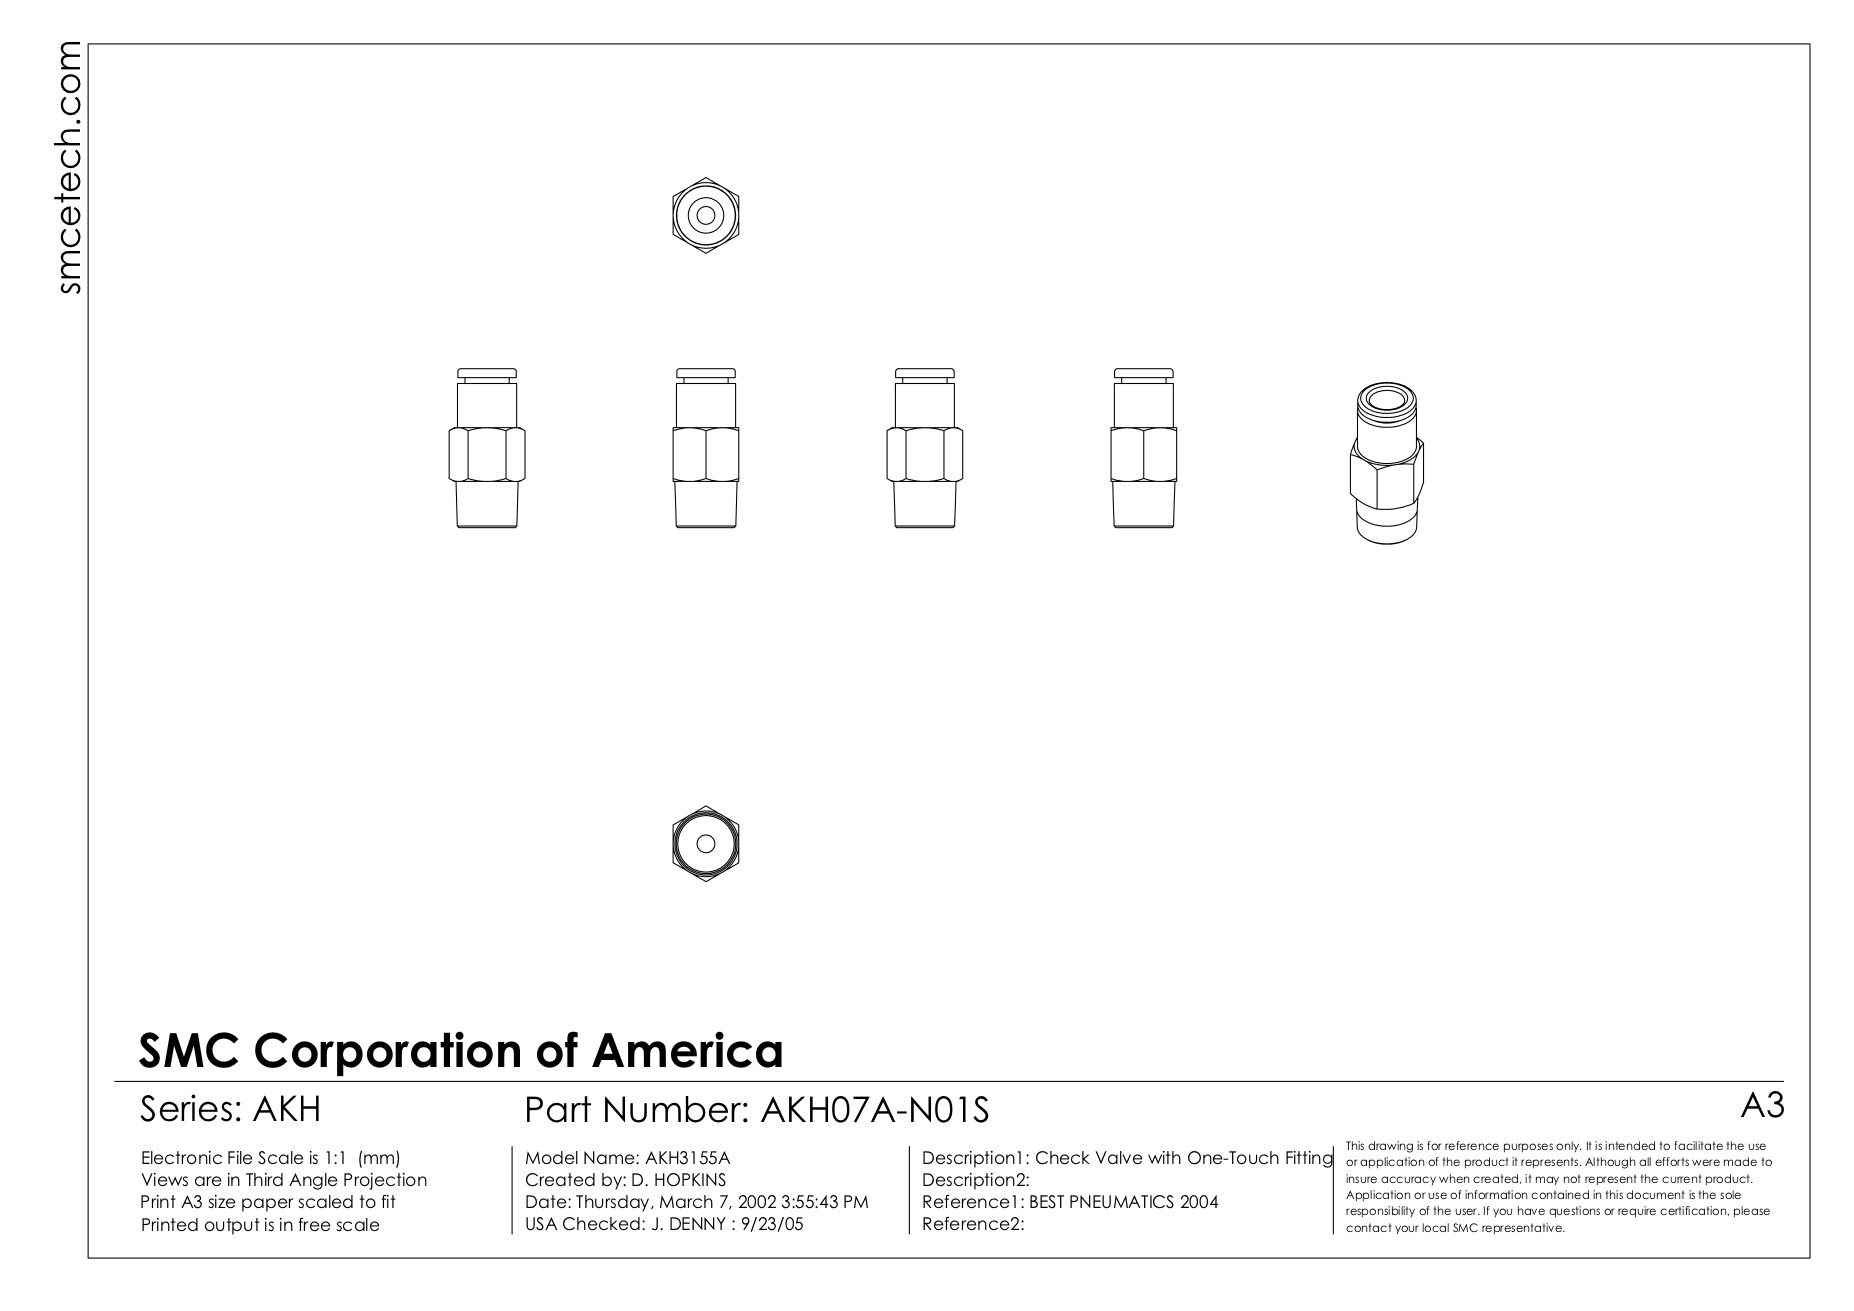 smcetech.com
SMC Corporation of America
Series: AKH
Part Number: AKH07A-N01S
A3
Electronic File Scale is 1:1 (mm)
Views are in Third Angle Projection
Print A3 size paper scaled to fit
Printed output is in free scale
Model Name: AKH3155A
Created by: D. HOPKINS
Date: Thursday, March 7, 2002 3:55:43 PM
USA Checked: J. DENNY : 9/23/05
Description1: Check Valve with One-Touch Fitting
Description2:
Reference1: BEST PNEUMATICS 2004
Reference2:
This drawing is for reference purposes only. It is intended to facilitate the use
or application of the product it represents. Although all efforts were made to
insure accuracy when created, it may not represent the current product.
Application or use of information contained in this document is the sole
responsibility of the user. If you have questions or require certification, please
contact your local SMC representative.